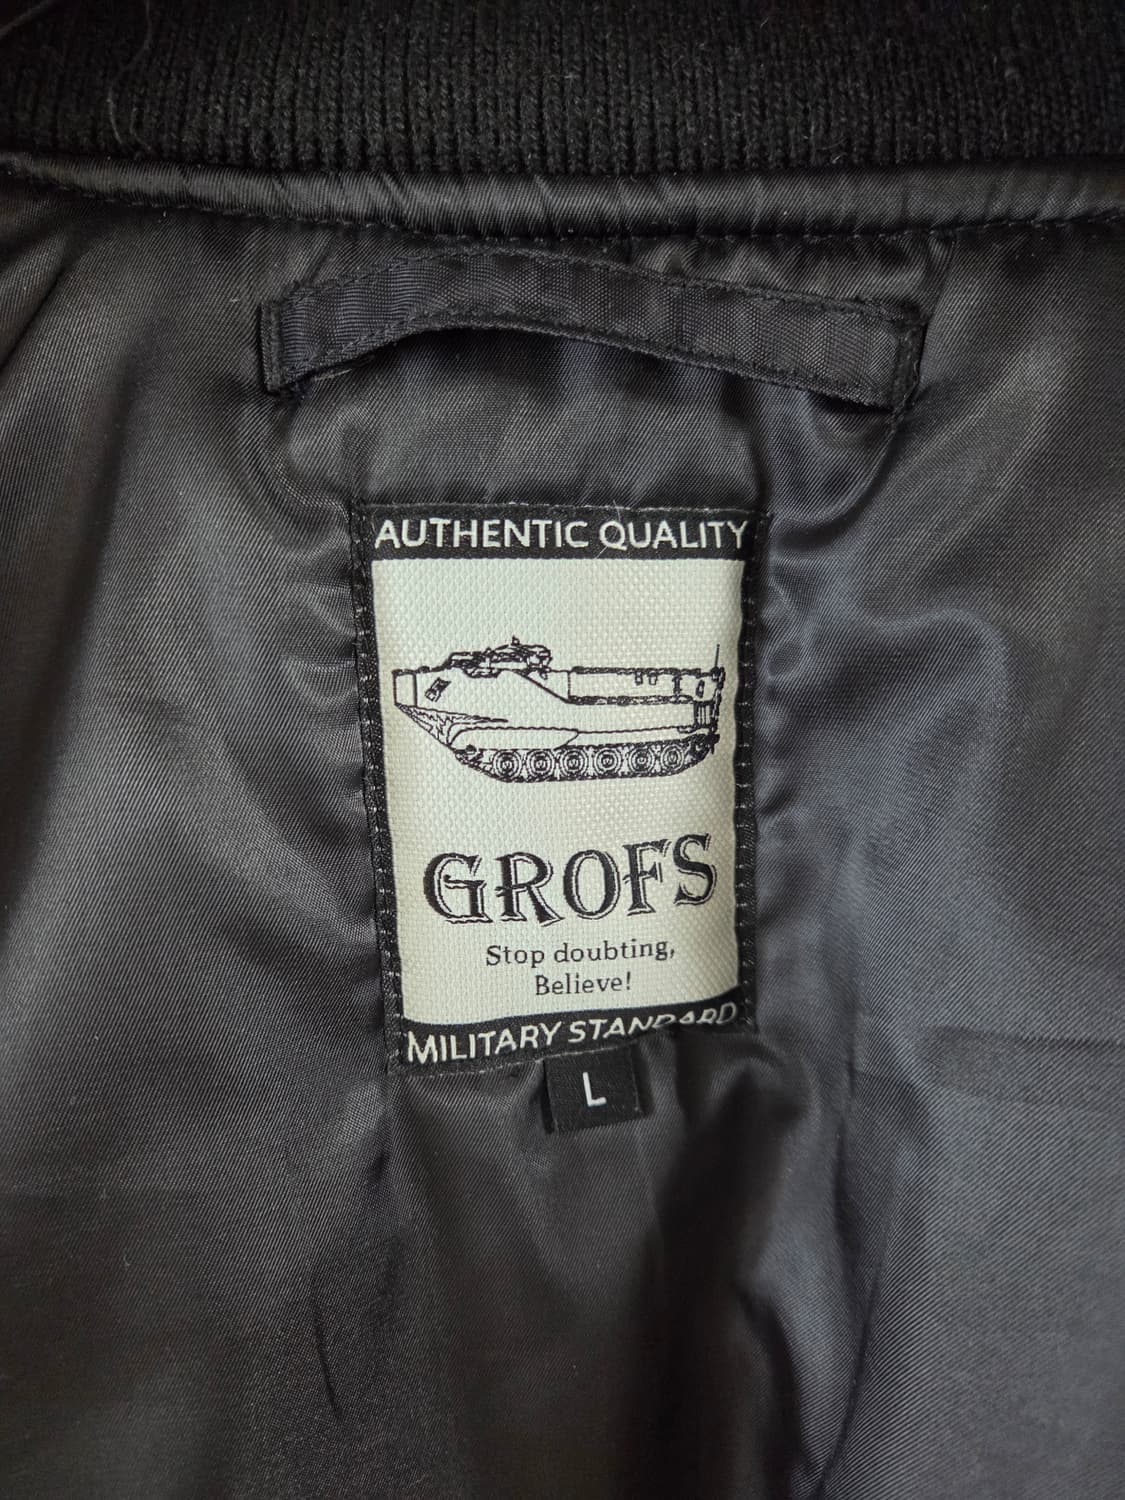 AUTHENTIC QUALITY
GROFS
Stop doubting,
Believe!
MILITARY STANDARD
L